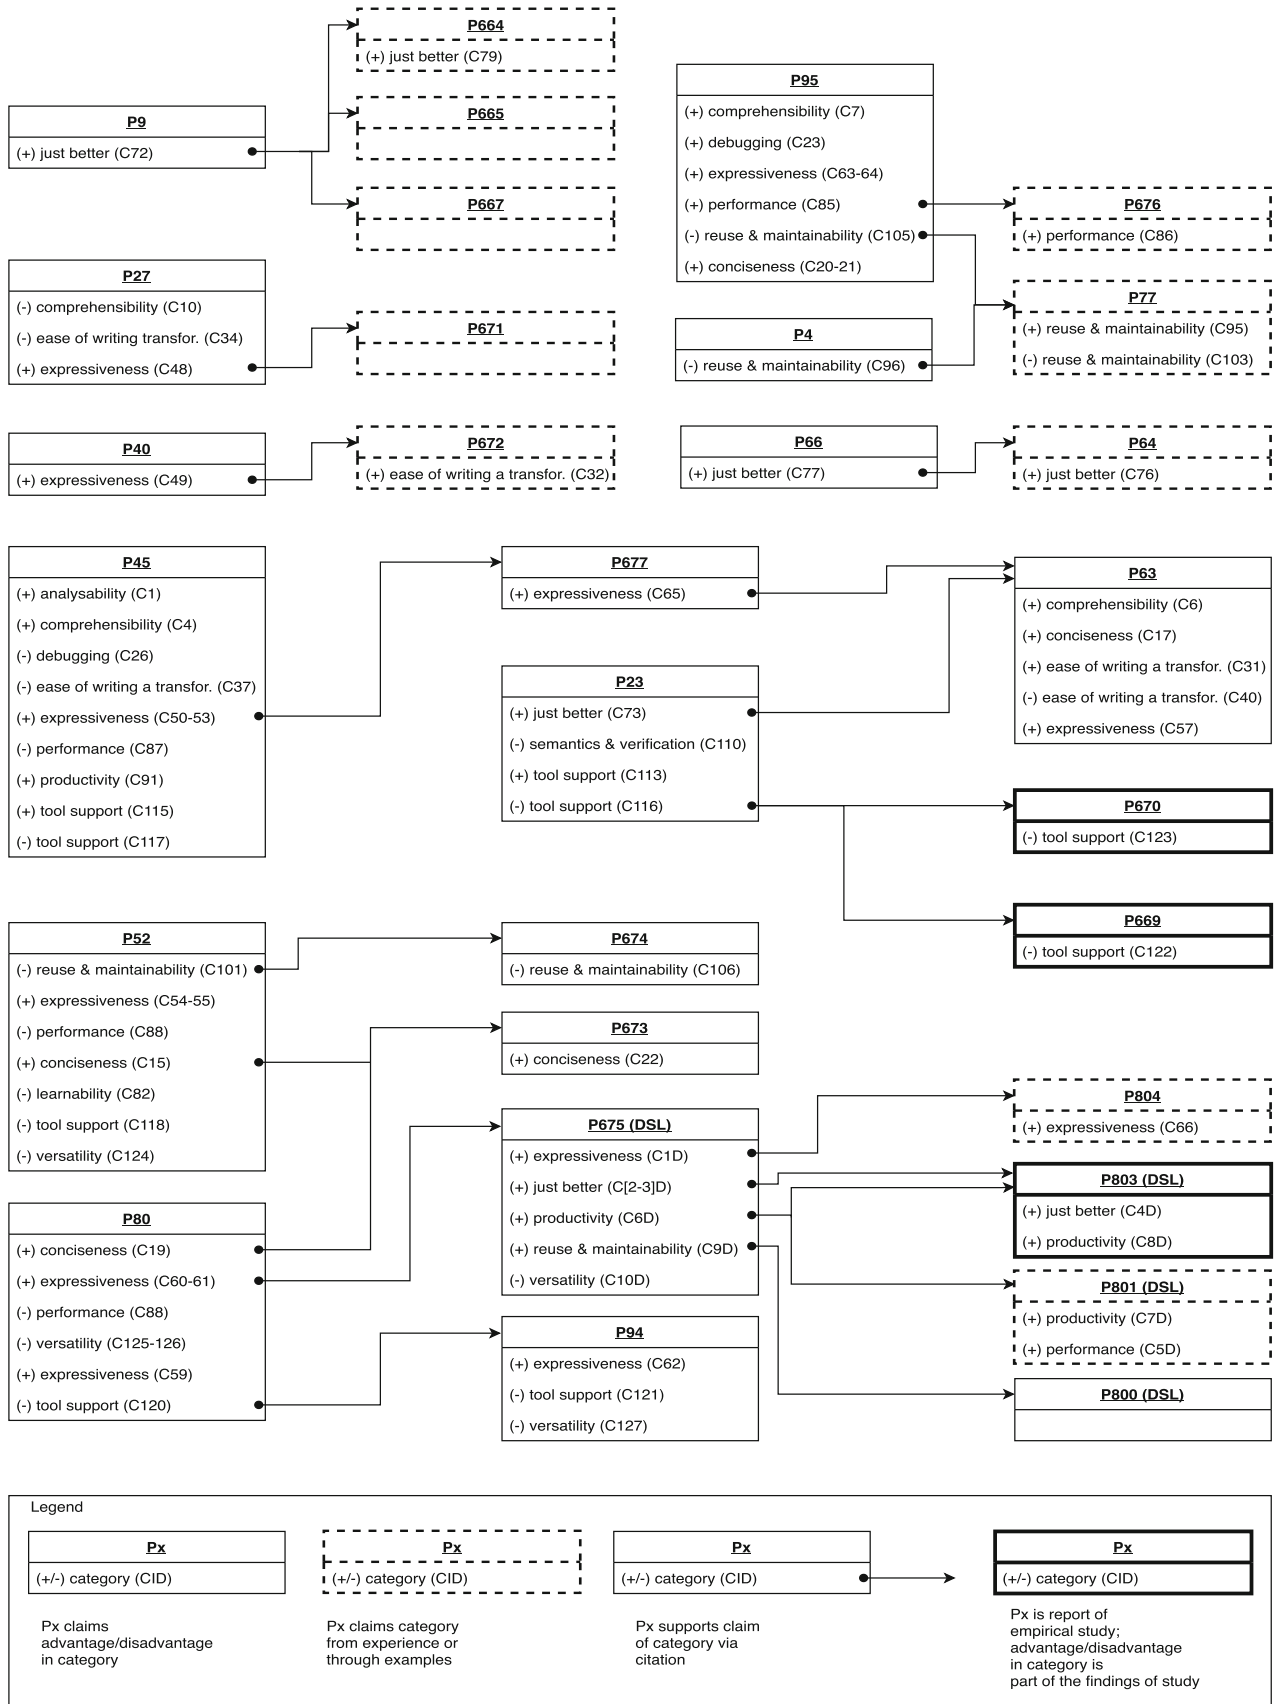 P664
(+) just better (C79)
P9
(+) just better (C72)
P665
P667
P95
(+) comprehensibility (C7)
(+) debugging (C23)
(+) expressiveness (C63-64)
(+) performance (C85)
(-) reuse & maintainability (C105)
(+) conciseness (C20-21)
P676
(+) performance (C86)
P27
(-) comprehensibility (C10)
(-) ease of writing transfor. (C34)
(+) expressiveness (C48)
P671
P4
(-) reuse & maintainability (C96)
P77
(+) reuse & maintainability (C95)
(-) reuse & maintainability (C103)
P40
(+) expressiveness (C49)
P672
(+) ease of writing a transfor. (C32)
P66
(+) just better (C77)
P64
(+) just better (C76)
P45
(+) analysability (C1)
(+) comprehensibility (C4)
(-) debugging (C26)
(-) ease of writing a transfor. (C37)
(+) expressiveness (C50-53)
(-) performance (C87)
(+) productivity (C91)
(+) tool support (C115)
(-) tool support (C117)
P677
(+) expressiveness (C65)
P23
(+) just better (C73)
(-) semantics & verification (C110)
(+) tool support (C113)
(-) tool support (C116)
P63
(+) comprehensibility (C6)
(+) conciseness (C17)
(+) ease of writing a transfor. (C31)
(-) ease of writing a transfor. (C40)
(+) expressiveness (C57)
P670
(-) tool support (C123)
P669
(-) tool support (C122)
P52
(-) reuse & maintainability (C101)
(+) expressiveness (C54-55)
(-) performance (C88)
(+) conciseness (C15)
(-) learnability (C82)
(-) tool support (C118)
(-) versatility (C124)
P674
(-) reuse & maintainability (C106)
P673
(+) conciseness (C22)
P80
(+) conciseness (C19)
(+) expressiveness (C60-61)
(-) performance (C88)
(-) versatility (C125-126)
(+) expressiveness (C59)
(-) tool support (C120)
P675 (DSL)
(+) expressiveness (C1D)
(+) just better (C[2-3]D)
(+) productivity (C6D)
(+) reuse & maintainability (C9D)
(-) versatility (C10D)
P94
(+) expressiveness (C62)
(-) tool support (C121)
(-) versatility (C127)
P804
(+) expressiveness (C66)
P803 (DSL)
(+) just better (C4D)
(+) productivity (C8D)
P801 (DSL)
(+) productivity (C7D)
(+) performance (C5D)
P800 (DSL)
Legend
Px
(+/-) category (CID)
Px claims
advantage/disadvantage
in category
Px
(+/-) category (CID)
Px claims category
from experience or
through examples
Px
(+/-) category (CID)
Px supports claim
of category via
citation
Px
(+/-) category (CID)
Px is report of
empirical study;
advantage/disadvantage
in category is
part of the findings of study